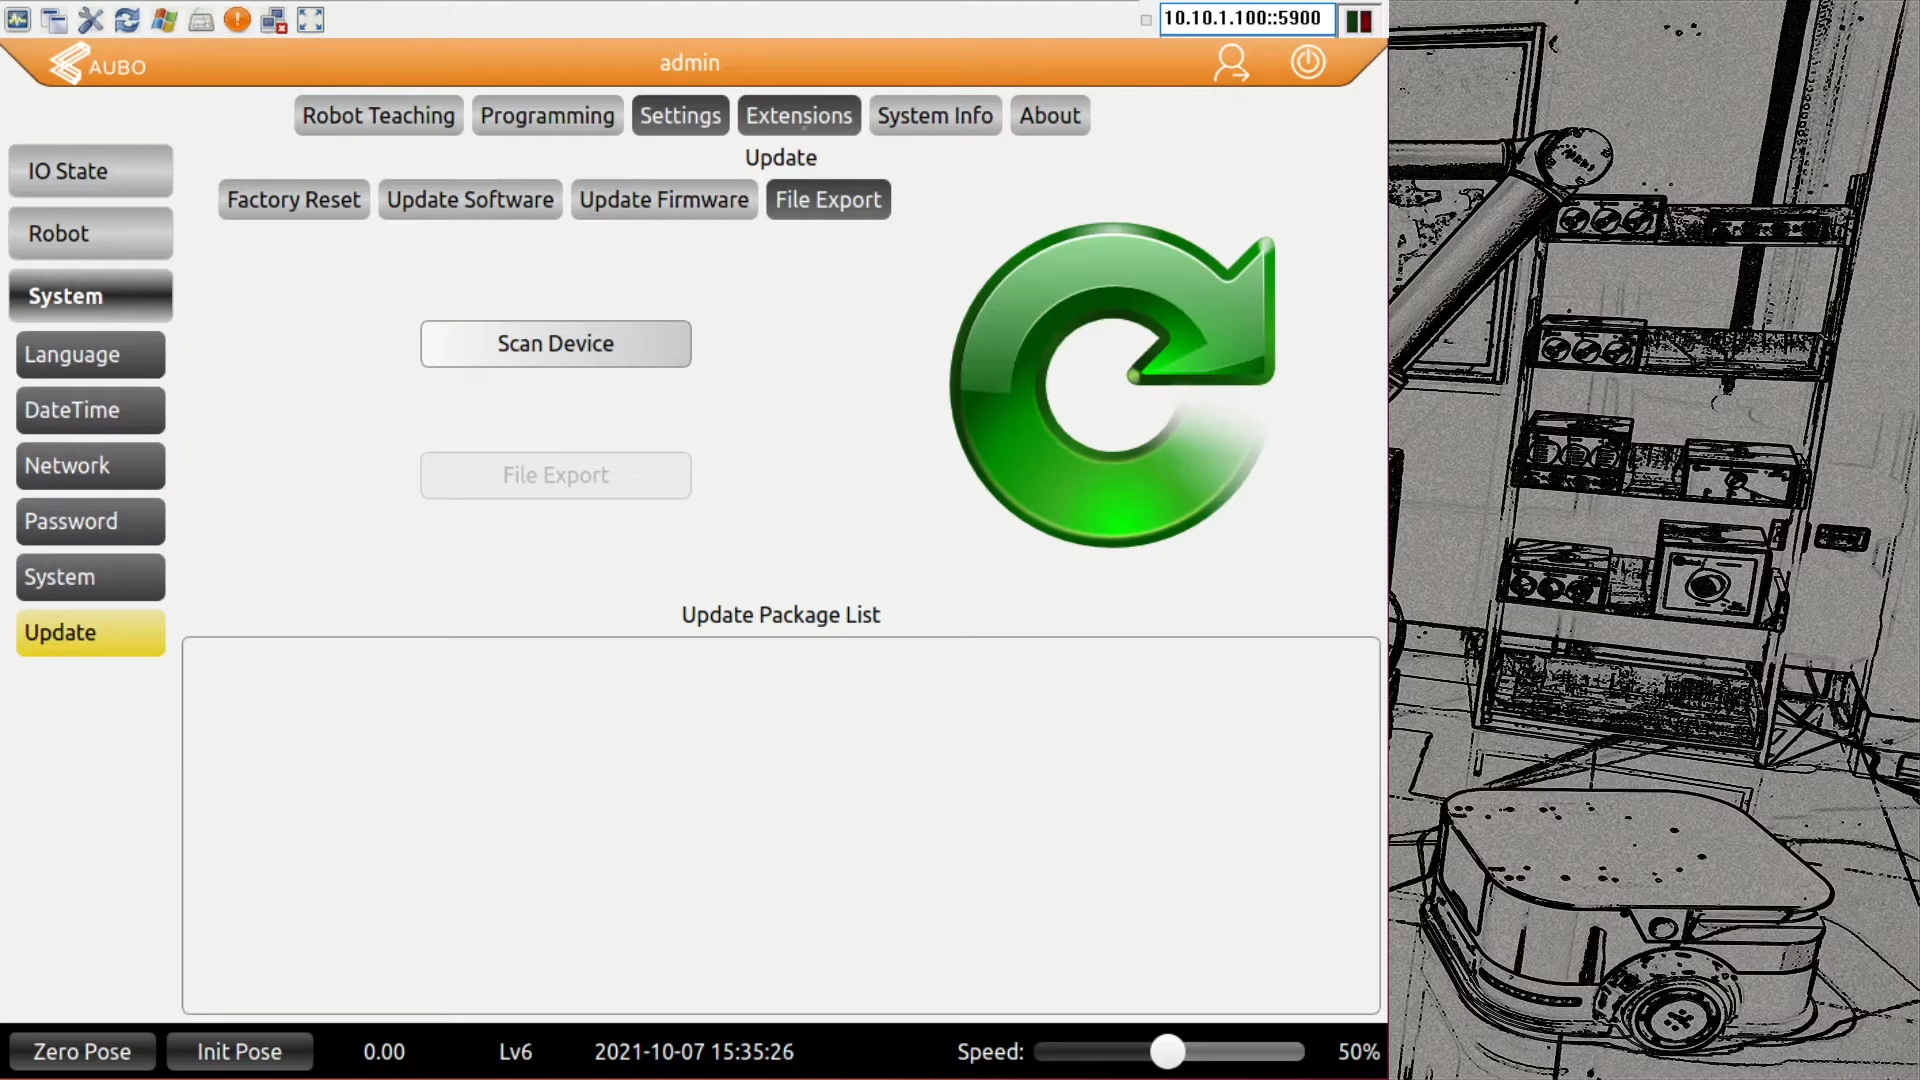 10.10.1.100::5900
AUBO
admin
Robot Teaching Programming Settings Extensions System Info About
Update
Factory Reset Update Software Update Firmware File Export
IO State
Robot
System
Language
DateTime
Network
Password
System
Update
Scan Device
File Export
Update Package List
Zero Pose Init Pose 0.00 Lv6 2021-10-07 15:35:26 Speed: 50%